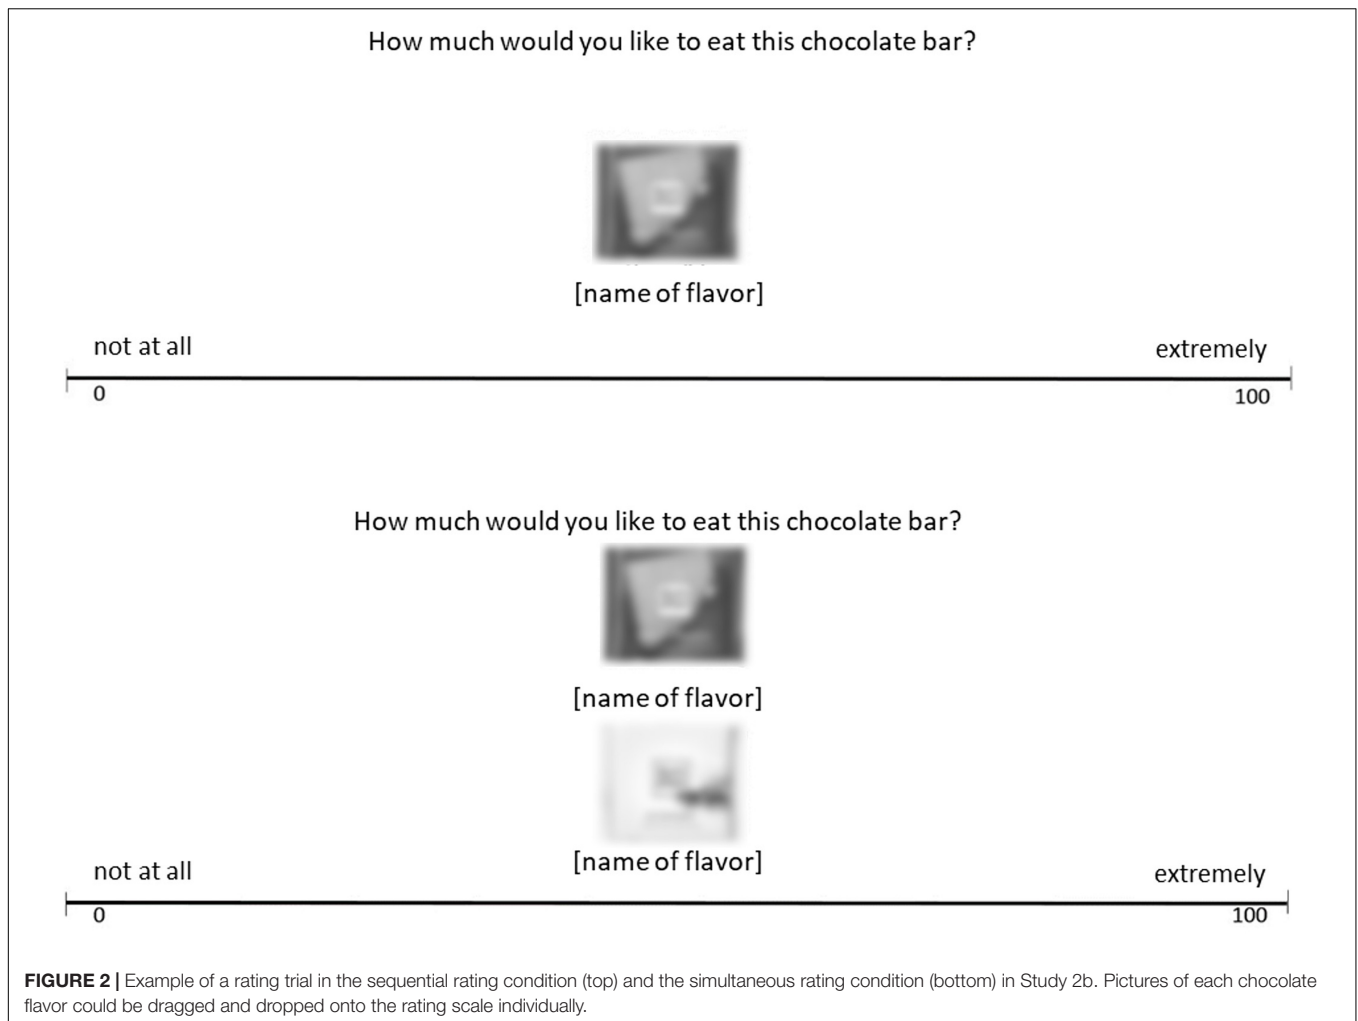 How much would you like to eat this chocolate bar?
[name of flavor]
not at all
extremely
0
100
How much would you like to eat this chocolate bar?
[name of flavor]
[name of flavor]
not at all
extremely
0
100
FIGURE 2 | Example of a rating trial in the sequential rating condition (top) and the simultaneous rating condition (bottom) in Study 2b. Pictures of each chocolate
flavor could be dragged and dropped onto the rating scale individually.